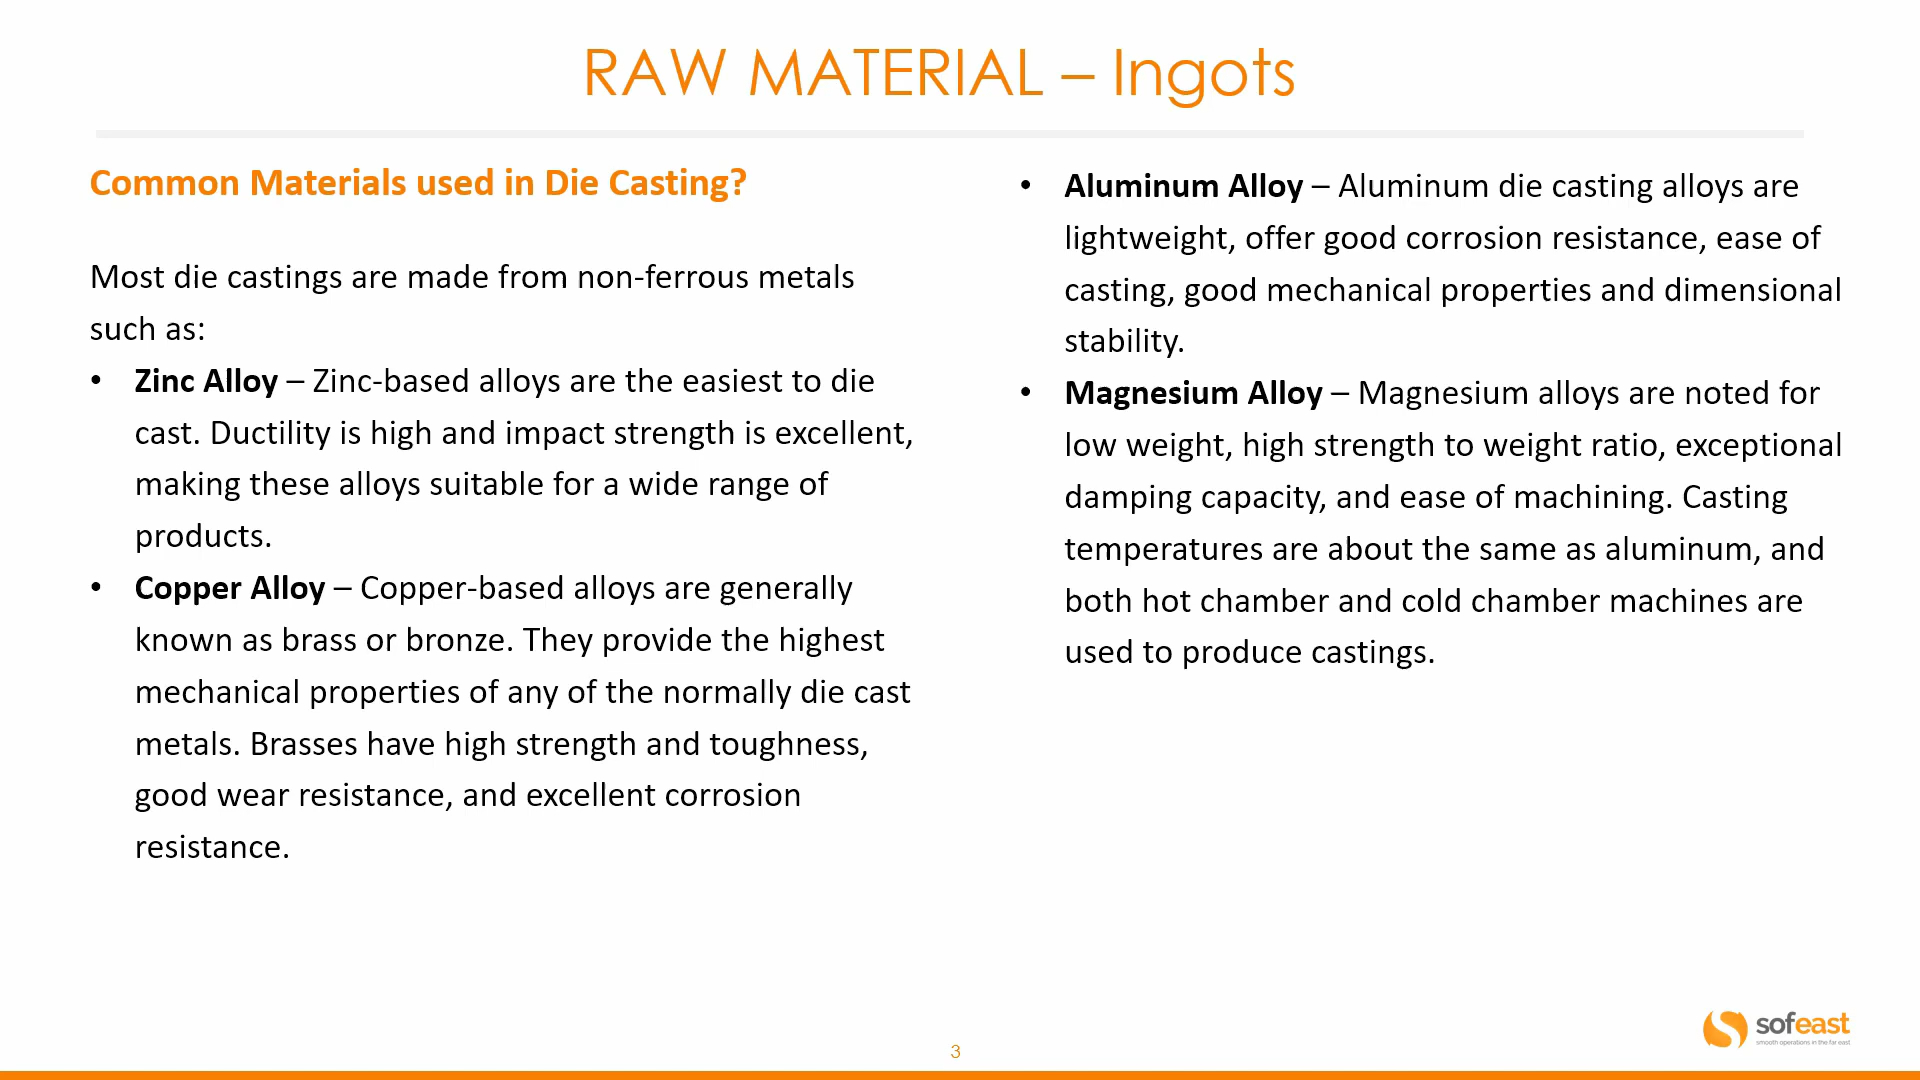 RAW MATERIAL – Ingots
Common Materials used in Die Casting?
Most die castings are made from non-ferrous metals
such as:
• Zinc Alloy – Zinc-based alloys are the easiest to die
cast. Ductility is high and impact strength is excellent,
making these alloys suitable for a wide range of
products.
• Copper Alloy – Copper-based alloys are generally
known as brass or bronze. They provide the highest
mechanical properties of any of the normally die cast
metals. Brasses have high strength and toughness,
good wear resistance, and excellent corrosion
resistance.
• Aluminum Alloy – Aluminum die casting alloys are
lightweight, offer good corrosion resistance, ease of
casting, good mechanical properties and dimensional
stability.
• Magnesium Alloy – Magnesium alloys are noted for
low weight, high strength to weight ratio, exceptional
damping capacity, and ease of machining. Casting
temperatures are about the same as aluminum, and
both hot chamber and cold chamber machines are
used to produce castings.
3
sofeast
smooth operations in the far east